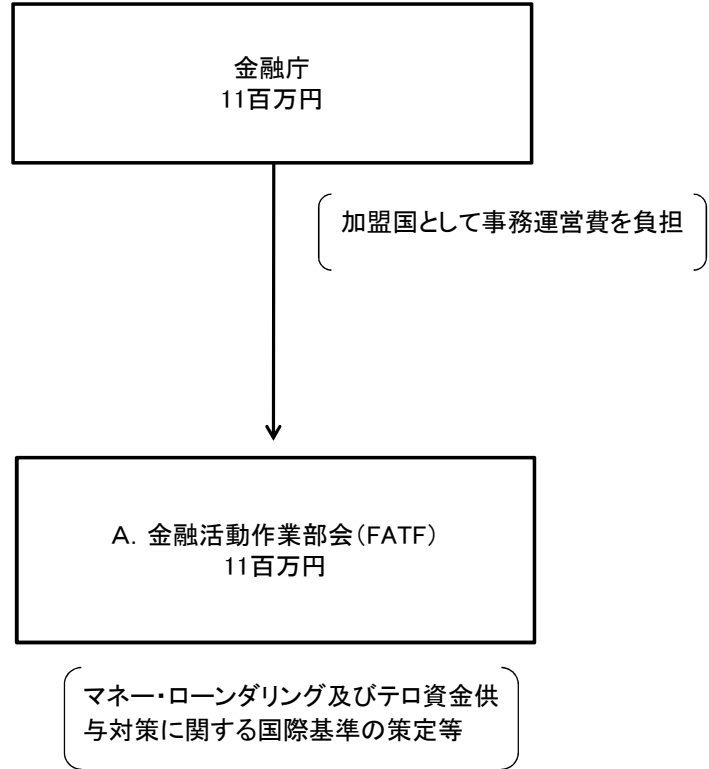 金融庁
11百万円
加盟国として事務運営費を負担
A. 金融活動作業部会(FATF)
11百万円
マネー・ローンダリング及びテロ資金供
与対策に関する国際基準の策定等